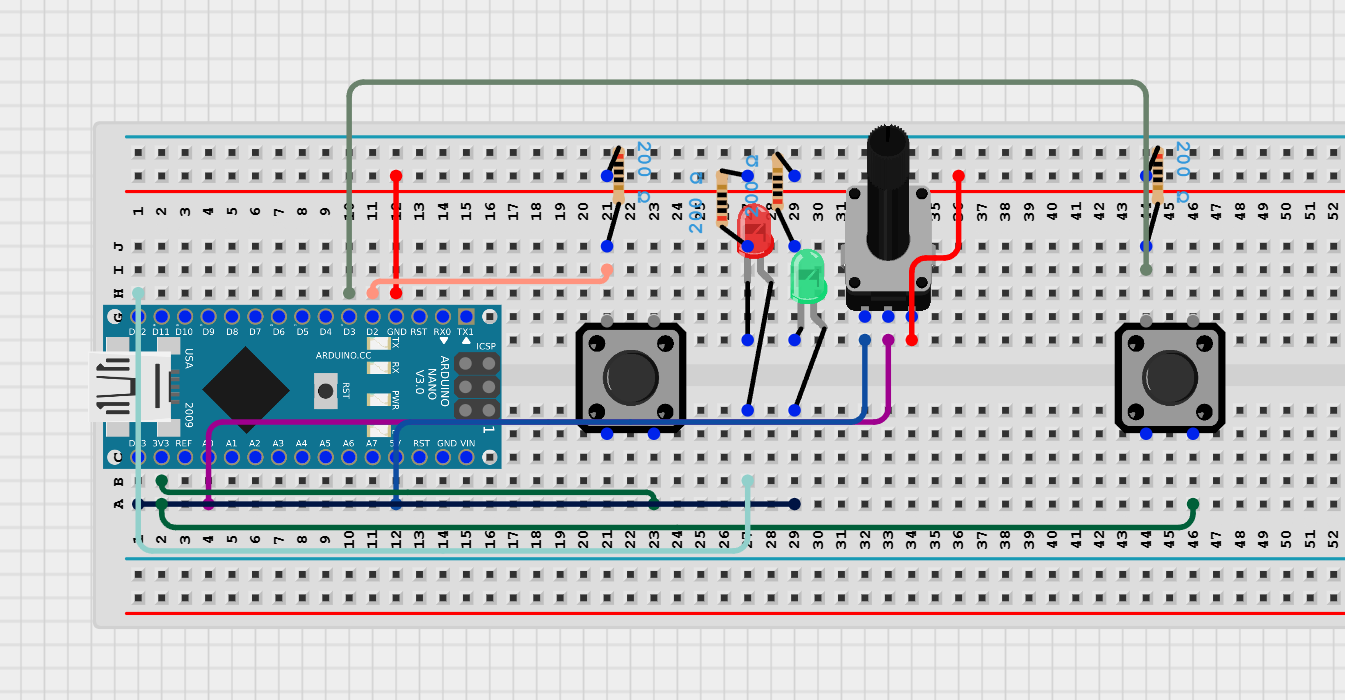 200 Ω
200 Ω
200 Ω
200 Ω
1 2 3 4 5 6 7 8 9 10 11 12 13 14 15 16 17 18 19 20 21 22 23 24 25 26 28 29 30 31 35 36 37 38 39 40 41 42 43 44 45 46 47 48 49 50 51 52
J
I
H
G
D12 D11 D10 D9 D8 D7 D6 D5 D4 D3 D2 GND RST RX0 TX1
USA
ARDUINO.CC
TX
ICSP
RX
RST
ARDUINO
NANO
V3.0
PWR
2009
1
D13 3V3 REF A0 A1 A2 A3 A4 A5 A6 A7 5V RST GND VIN
C
B
A
1 2 3 4 5 6 7 8 9 10 11 12 13 14 15 16 17 18 19 20 21 22 23 24 25 26 27 28 29 30 31 32 33 34 35 36 37 38 39 40 41 42 43 44 45 46 47 48 49 50 51 52